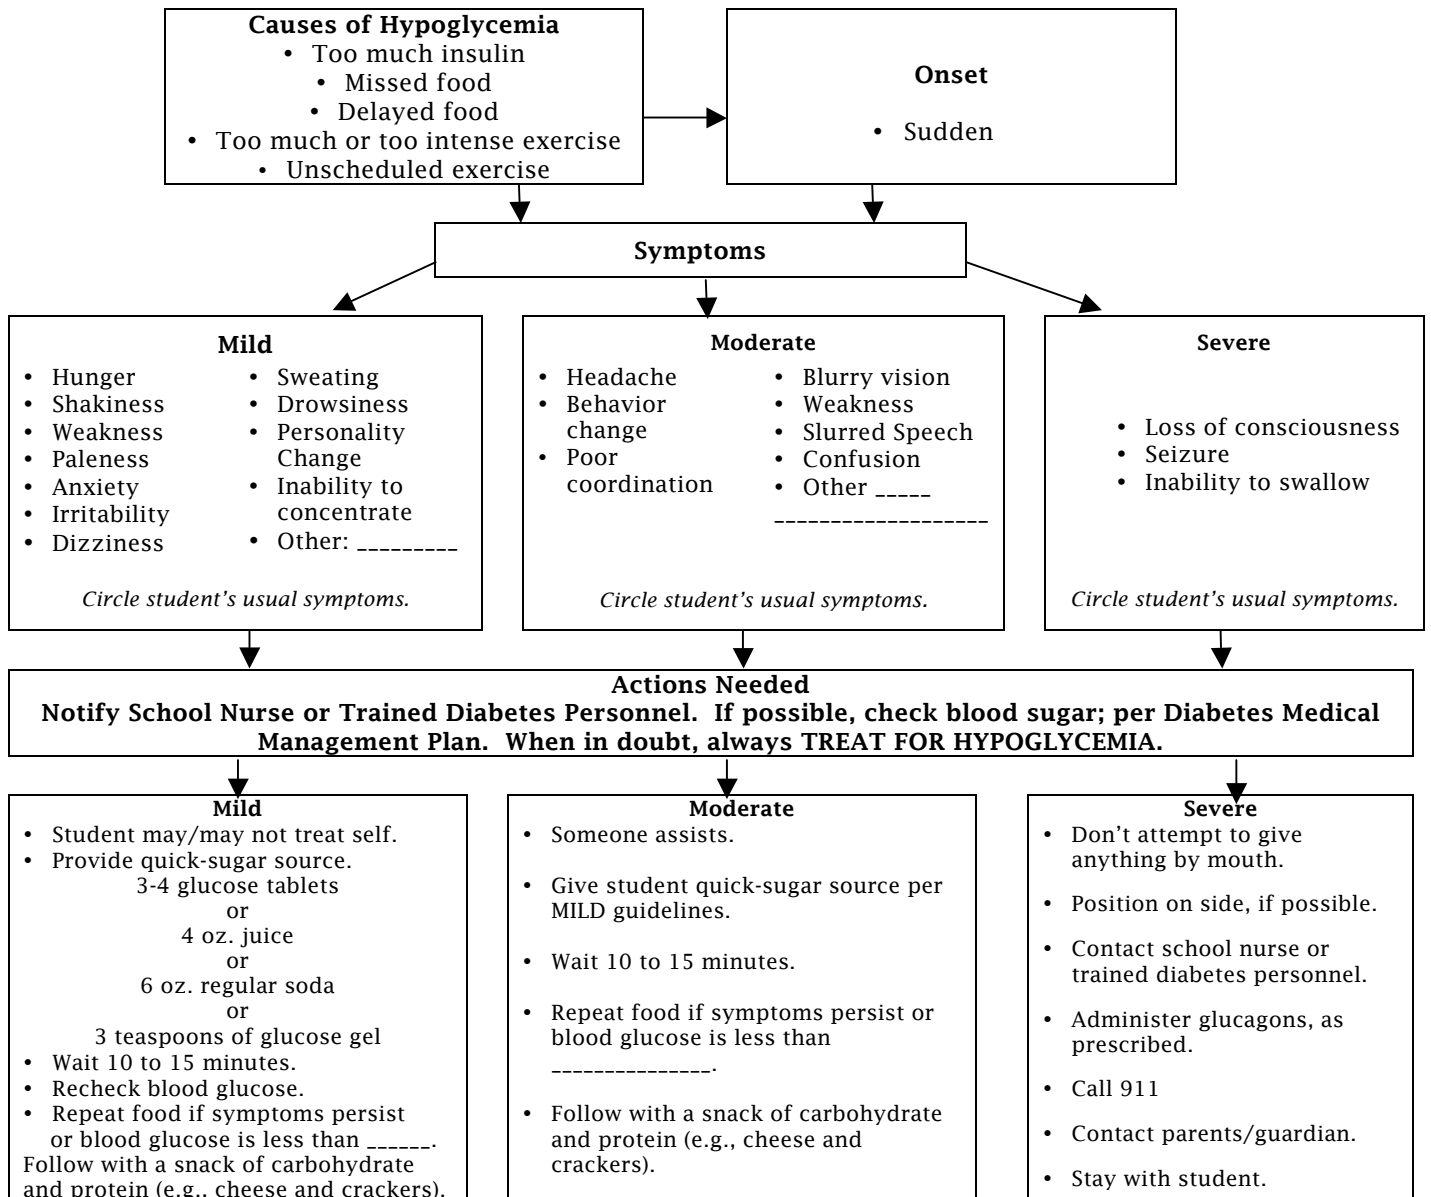 Causes of Hypoglycemia
• Too much insulin
• Missed food
• Delayed food
• Too much or too intense exercise
• Unscheduled exercise
Onset
• Sudden
Symptoms
Mild
• Hunger
• Shakiness
• Weakness
• Paleness
• Anxiety
• Irritability
• Dizziness
• Sweating
• Drowsiness
• Personality
Change
• Inability to
concentrate
• Other: _________
Circle student's usual symptoms.
Moderate
• Headache
• Behavior
change
• Poor
coordination
• Blurry vision
• Weakness
• Slurred Speech
• Confusion
• Other _____
___________________
Circle student's usual symptoms.
Severe
• Loss of consciousness
• Seizure
• Inability to swallow
Circle student's usual symptoms.
Actions Needed
Notify School Nurse or Trained Diabetes Personnel. If possible, check blood sugar; per Diabetes Medical
Management Plan. When in doubt, always TREAT FOR HYPOGLYCEMIA.
Mild
• Student may/may not treat self.
• Provide quick-sugar source.
3-4 glucose tablets
or
4 oz. juice
or
6 oz. regular soda
or
3 teaspoons of glucose gel
• Wait 10 to 15 minutes.
• Recheck blood glucose.
• Repeat food if symptoms persist
or blood glucose is less than ______.
Follow with a snack of carbohydrate
and protein (e.g., cheese and crackers).
Moderate
• Someone assists.
• Give student quick-sugar source per
MILD guidelines.
• Wait 10 to 15 minutes.
• Repeat food if symptoms persist or
blood glucose is less than
______________.
• Follow with a snack of carbohydrate
and protein (e.g., cheese and
crackers).
Severe
• Don't attempt to give
anything by mouth.
• Position on side, if possible.
• Contact school nurse or
trained diabetes personnel.
• Administer glucagons, as
prescribed.
• Call 911
• Contact parents/guardian.
• Stay with student.